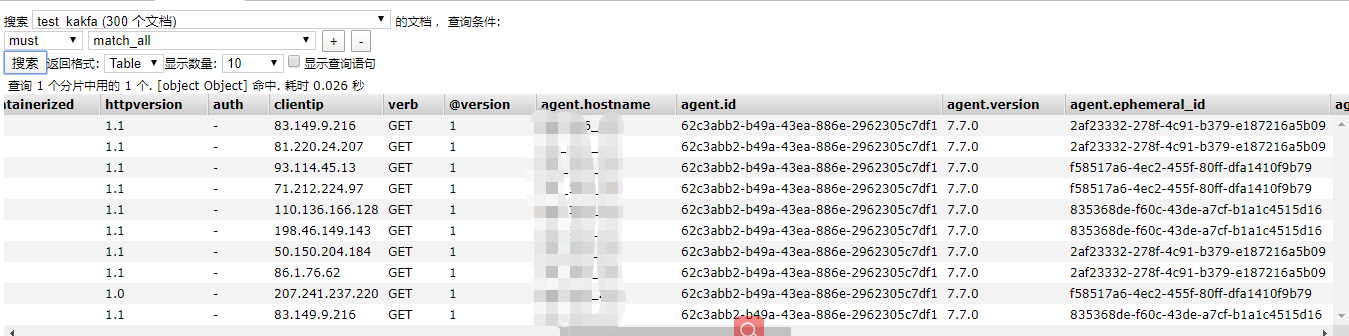 搜索 test_kakfa (300 个文档) 的文档， 查询条件:
must match_all + -
搜索 返回格式: Table 显示数量: 10 显示查询语句
查询 1 个分片中用的 1 个. [object Object] 命中. 耗时 0.026 秒
ntainerized httpversion auth clientip verb @version agent.hostname agent.id agent.version agent.ephemeral_id ag
1.1 - 83.149.9.216 GET 1 62c3abb2-b49a-43ea-886e-2962305c7df1 7.7.0 2af23332-278f-4c91-b379-e187216a5b09
1.1 - 81.220.24.207 GET 1 62c3abb2-b49a-43ea-886e-2962305c7df1 7.7.0 2af23332-278f-4c91-b379-e187216a5b09
1.1 - 93.114.45.13 GET 1 62c3abb2-b49a-43ea-886e-2962305c7df1 7.7.0 f58517a6-4ec2-455f-80ff-dfa1410f9b79
1.1 - 71.212.224.97 GET 1 62c3abb2-b49a-43ea-886e-2962305c7df1 7.7.0 f58517a6-4ec2-455f-80ff-dfa1410f9b79
1.1 - 110.136.166.128 GET 1 62c3abb2-b49a-43ea-886e-2962305c7df1 7.7.0 835368de-f60c-43de-a7cf-b1a1c4515d16
1.1 - 198.46.149.143 GET 1 62c3abb2-b49a-43ea-886e-2962305c7df1 7.7.0 835368de-f60c-43de-a7cf-b1a1c4515d16
1.1 - 50.150.204.184 GET 1 62c3abb2-b49a-43ea-886e-2962305c7df1 7.7.0 2af23332-278f-4c91-b379-e187216a5b09
1.1 - 86.1.76.62 GET 1 62c3abb2-b49a-43ea-886e-2962305c7df1 7.7.0 2af23332-278f-4c91-b379-e187216a5b09
1.0 - 207.241.237.220 GET 1 62c3abb2-b49a-43ea-886e-2962305c7df1 7.7.0 f58517a6-4ec2-455f-80ff-dfa1410f9b79
1.1 - 83.149.9.216 GET 1 62c3abb2-b49a-43ea-886e-2962305c7df1 7.7.0 835368de-f60c-43de-a7cf-b1a1c4515d16